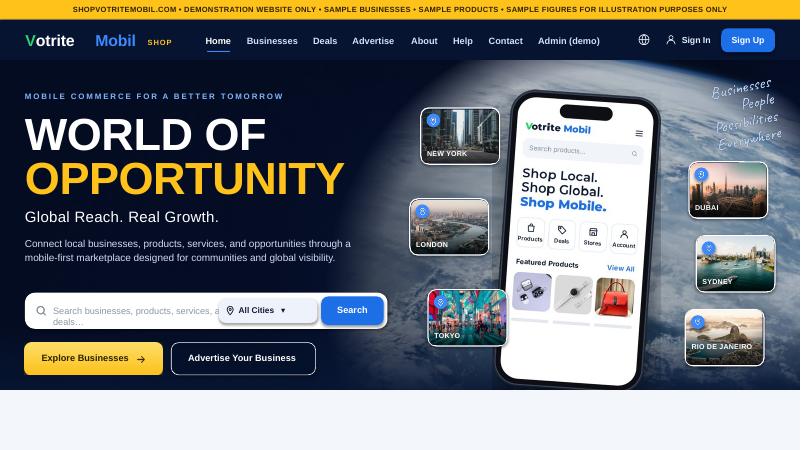 SHOPVOTRITEMOBIL.COM • DEMONSTRATION WEBSITE ONLY • SAMPLE BUSINESSES • SAMPLE PRODUCTS • SAMPLE FIGURES FOR ILLUSTRATION PURPOSES ONLY
Votrite Mobil SHOP
Home Businesses Deals Advertise About Help Contact Admin (demo) Sign In Sign Up
MOBILE COMMERCE FOR A BETTER TOMORROW
WORLD OF
OPPORTUNITY
Global Reach. Real Growth.
Connect local businesses, products, services, and opportunities through a
mobile-first marketplace designed for communities and global visibility.
Search businesses, products, services, a
deals...
All Cities ▼
Search
Explore Businesses →
Advertise Your Business
NEW YORK
LONDON
TOKYO
Votrite Mobil
Search products...
Shop Local.
Shop Global.
Shop Mobile.
Products Deals Stores Account
Featured Products View All
Businesses
People
Possibilities
Everywhere
DUBAI
SYDNEY
RIO DE JANEIRO